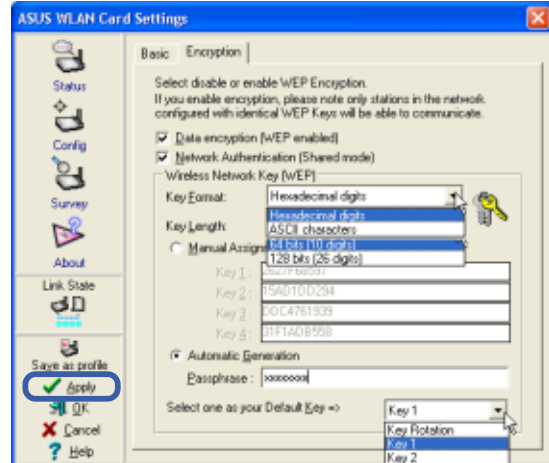 ASUS WLAN Card Settings
Status
Config
Survey
About
Link State
Save as profile
Apply
OK
Cancel
Help
Basic
Encryption
Select disable or enable WEP Encryption.
If you enable encryption, please note only stations in the network
configured with identical WEP Keys will be able to communicate.
Data encryption (WEP enabled)
Network Authentication (Shared mode)
Wireless Network Key (WEP)
Key Format: Hexadecimal digits
Hexadecimal digits
ASCII characters
Key Length: 64 bits (10 digits)
128 bits (26 digits)
Manual Assign
Key 1:
Key 2: 15AD1DD294
Key 3: DDC4761939
Key 4: 31F1ADB558
Automatic Generation
Passphrase: xxxxxxxx
Select one as your Default Key => Key 1
Key Rotation
Key 1
Key 2